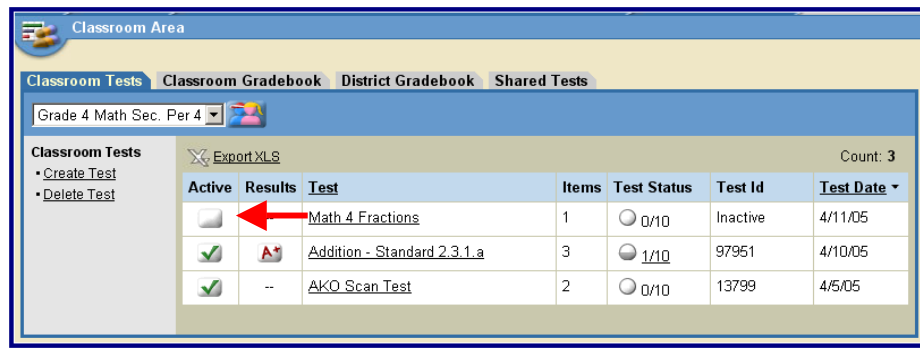 Classroom Area
Classroom Tests Classroom Gradebook District Gradebook Shared Tests
Grade 4 Math Sec. Per 4
Classroom Tests
• Create Test
• Delete Test
Export XLS Count: 3
Active Results Test Items Test Status Test Id Test Date
-- Math 4 Fractions 1 0/10 Inactive 4/11/05
A+ Addition - Standard 2.3.1.a 3 1/10 97951 4/10/05
-- AKO Scan Test 2 0/10 13799 4/5/05